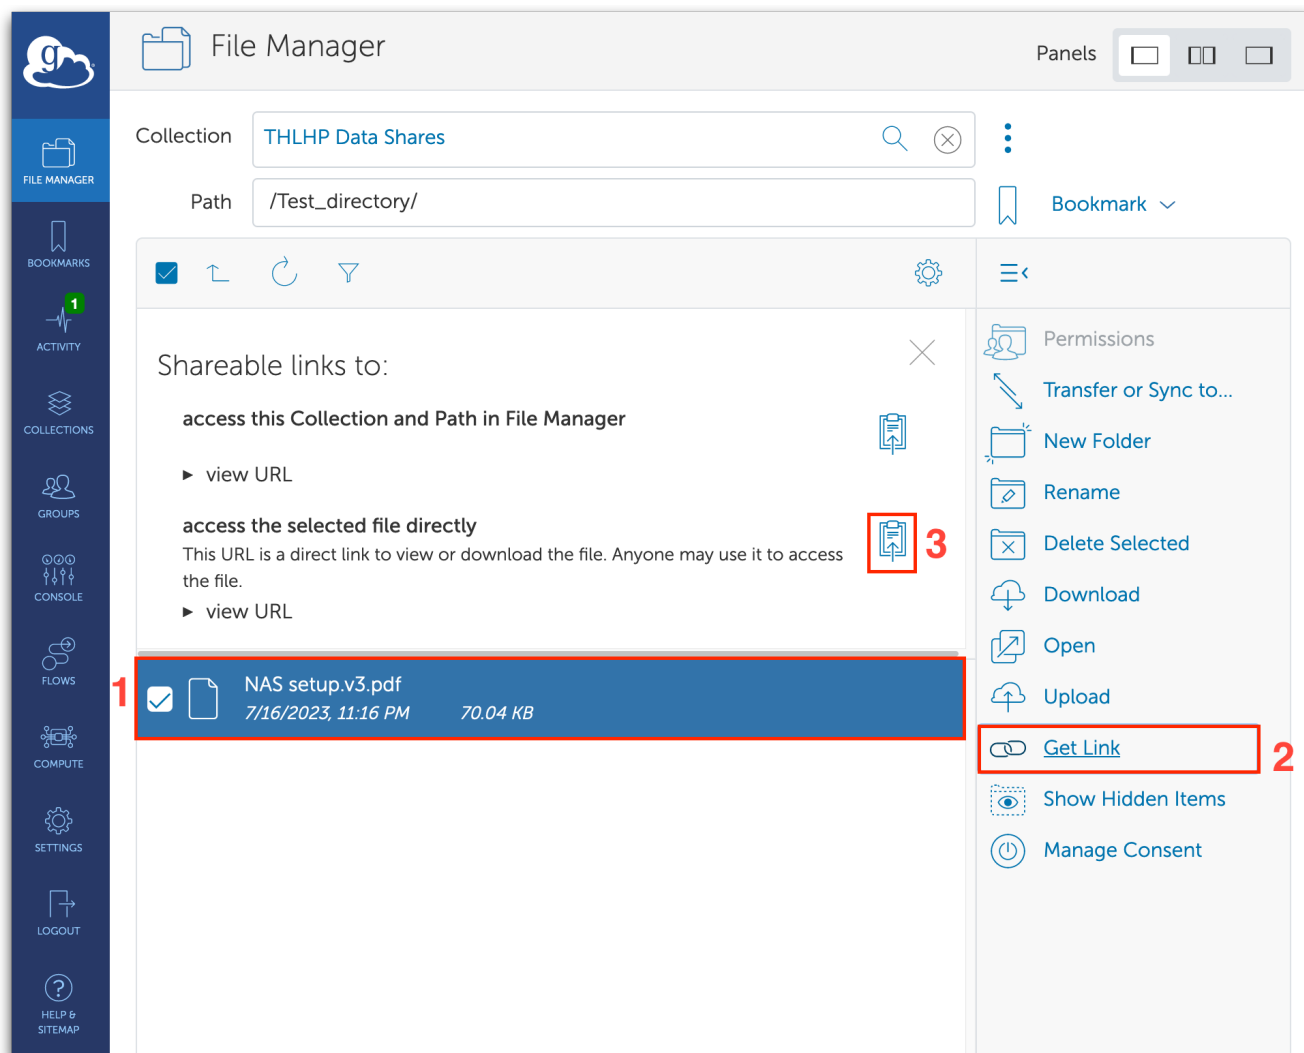 g
File Manager
Panels
Collection
THLHP Data Shares
Path
/Test_directory/
Bookmark
FILE MANAGER
BOOKMARKS
1
ACTIVITY
COLLECTIONS
GROUPS
CONSOLE
FLOWS
COMPUTE
SETTINGS
LOGOUT
HELP &
SITEMAP
Shareable links to:
access this Collection and Path in File Manager
► view URL
access the selected file directly
This URL is a direct link to view or download the file. Anyone may use it to access
the file.
► view URL
3
1
NAS setup.v3.pdf
7/16/2023, 11:16 PM 70.04 KB
Permissions
Transfer or Sync to...
New Folder
Rename
Delete Selected
Download
Open
Upload
Get Link
2
Show Hidden Items
Manage Consent